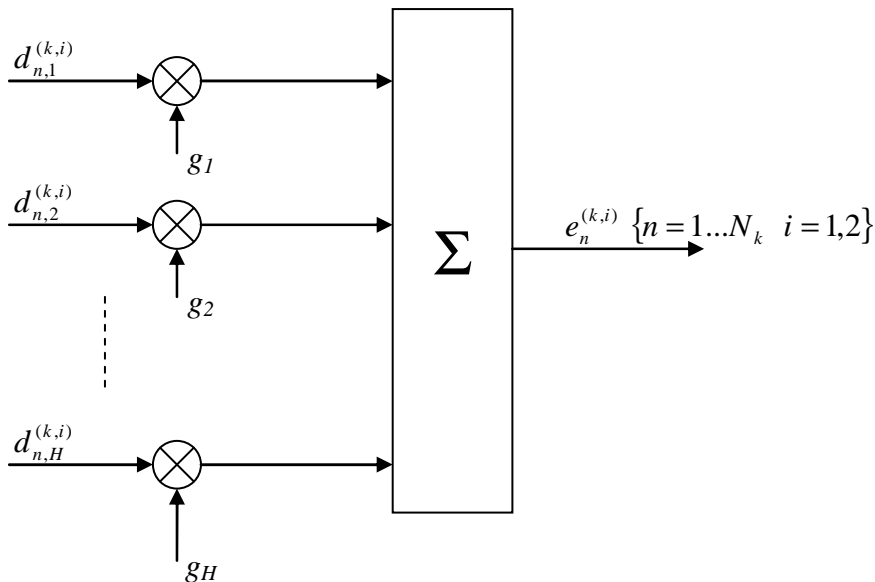 d_{n,1}^{(k,i)}
g_1
d_{n,2}^{(k,i)}
Σ
e_n^{(k,i)} {n = 1...N_k i = 1,2}
g_2
d_{n,H}^{(k,i)}
g_H